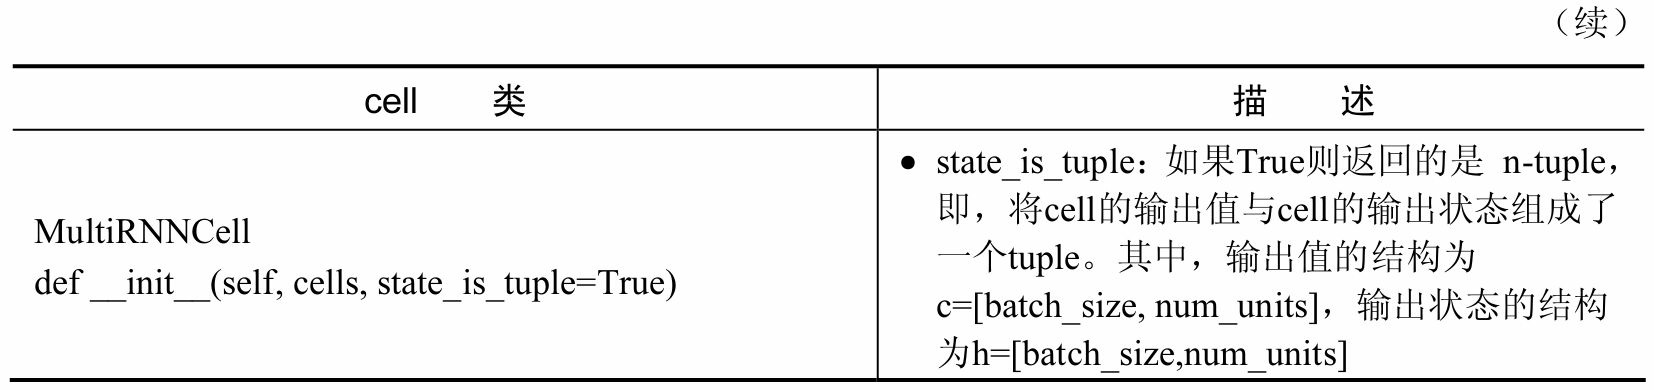 （续）
cell 类
描 述
MultiRNNCell
def __init__(self, cells, state_is_tuple=True)
● state_is_tuple：如果True则返回的是 n-tuple，
即，将cell的输出值与cell的输出状态组成了
一个tuple。其中，输出值的结构为
c=[batch_size, num_units]，输出状态的结构
为h=[batch_size,num_units]